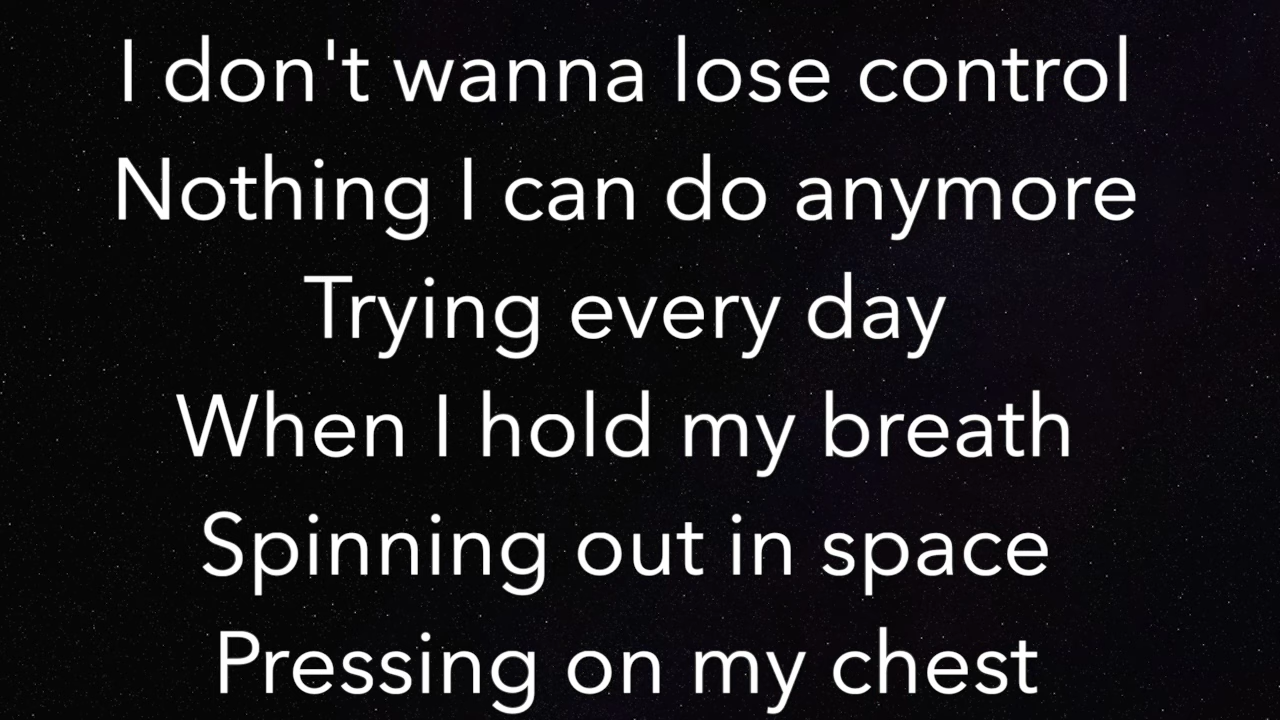 I don't wanna lose control
Nothing I can do anymore
Trying every day
When I hold my breath
Spinning out in space
Pressing on my chest